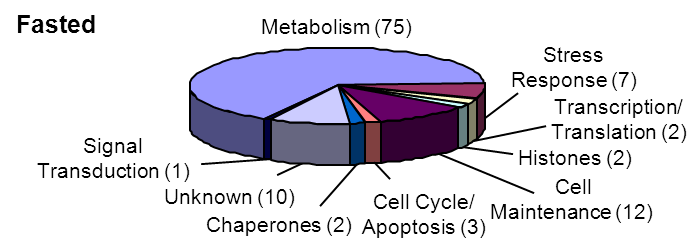 Fasted
Metabolism (75)
Stress
Response (7)
Transcription/
Translation (2)
Histones (2)
Cell
Maintenance (12)
Cell Cycle/
Apoptosis (3)
Chaperones (2)
Unknown (10)
Signal
Transduction (1)